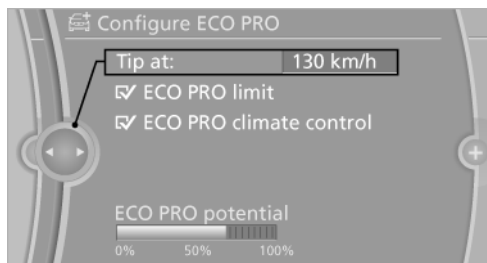 Configure ECO PRO
Tip at: 130 km/h
ECO PRO limit
ECO PRO climate control
ECO PRO potential
0% 50% 100%